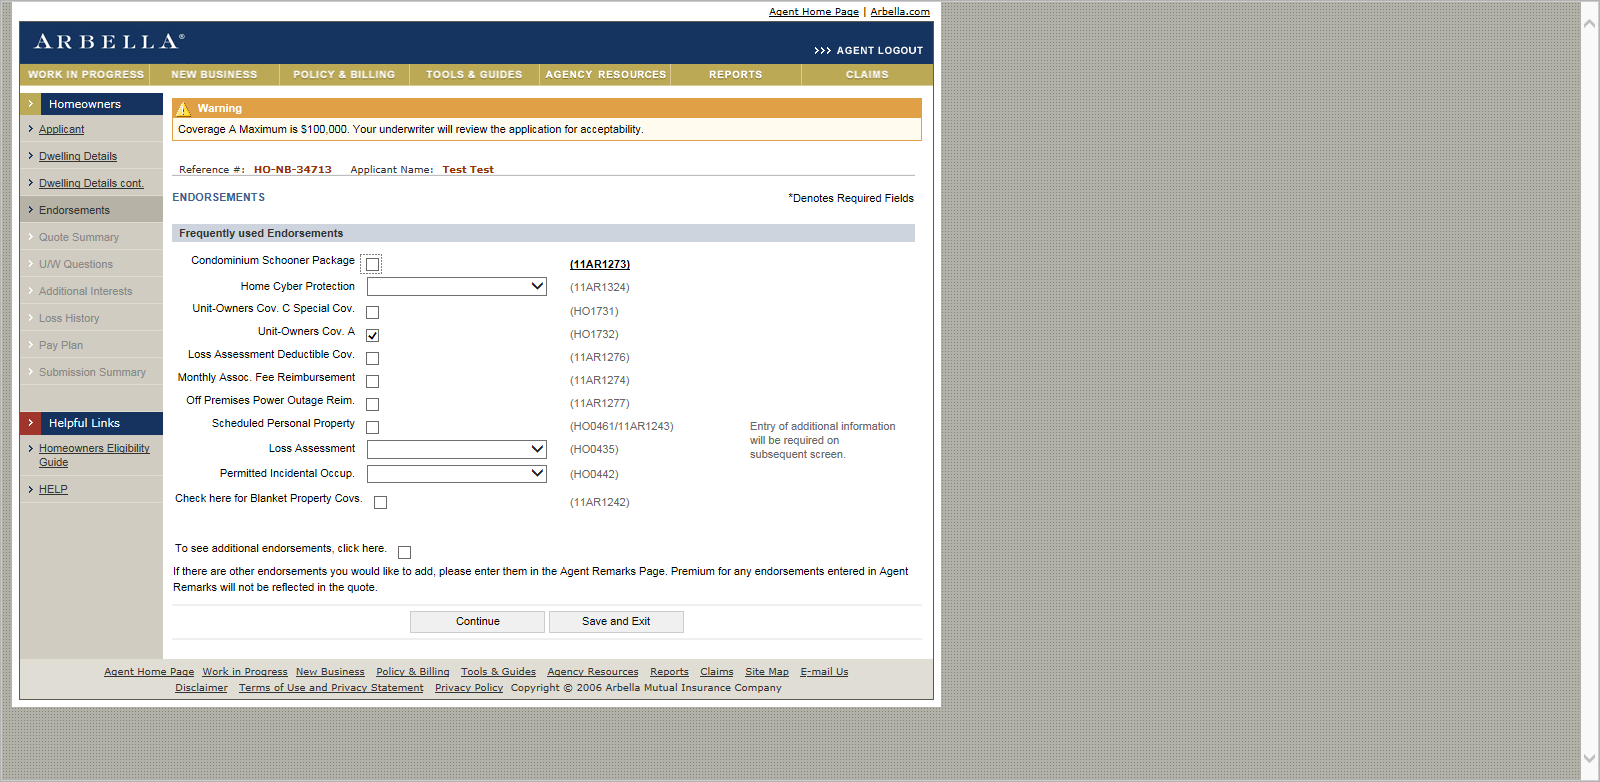 Agent Home Page | Arbella.com
ARBELLA®
>>> AGENT LOGOUT
WORK IN PROGRESS NEW BUSINESS POLICY & BILLING TOOLS & GUIDES AGENCY RESOURCES REPORTS CLAIMS
Homeowners
Applicant
Dwelling Details
Dwelling Details cont.
Endorsements
Quote Summary
U/W Questions
Additional Interests
Loss History
Pay Plan
Submission Summary
Helpful Links
Homeowners Eligibility
Guide
HELP
Warning
Coverage A Maximum is $100,000. Your underwriter will review the application for acceptability.
Reference #: HO-NB-34713 Applicant Name: Test Test
ENDORSEMENTS *Denotes Required Fields
Frequently used Endorsements
Condominium Schooner Package (11AR1273)
Home Cyber Protection (11AR1324)
Unit-Owners Cov. C Special Cov. (HO1731)
Unit-Owners Cov. A (HO1732)
Loss Assessment Deductible Cov. (11AR1276)
Monthly Assoc. Fee Reimbursement (11AR1274)
Off Premises Power Outage Reim. (11AR1277)
Scheduled Personal Property (HO0461/11AR1243) Entry of additional information
will be required on
subsequent screen.
Loss Assessment (HO0435)
Permitted Incidental Occup. (HO0442)
Check here for Blanket Property Covs. (11AR1242)
To see additional endorsements, click here.
If there are other endorsements you would like to add, please enter them in the Agent Remarks Page. Premium for any endorsements entered in Agent
Remarks will not be reflected in the quote.
Continue Save and Exit
Agent Home Page Work in Progress New Business Policy & Billing Tools & Guides Agency Resources Reports Claims Site Map E-mail Us
Disclaimer Terms of Use and Privacy Statement Privacy Policy Copyright © 2006 Arbella Mutual Insurance Company